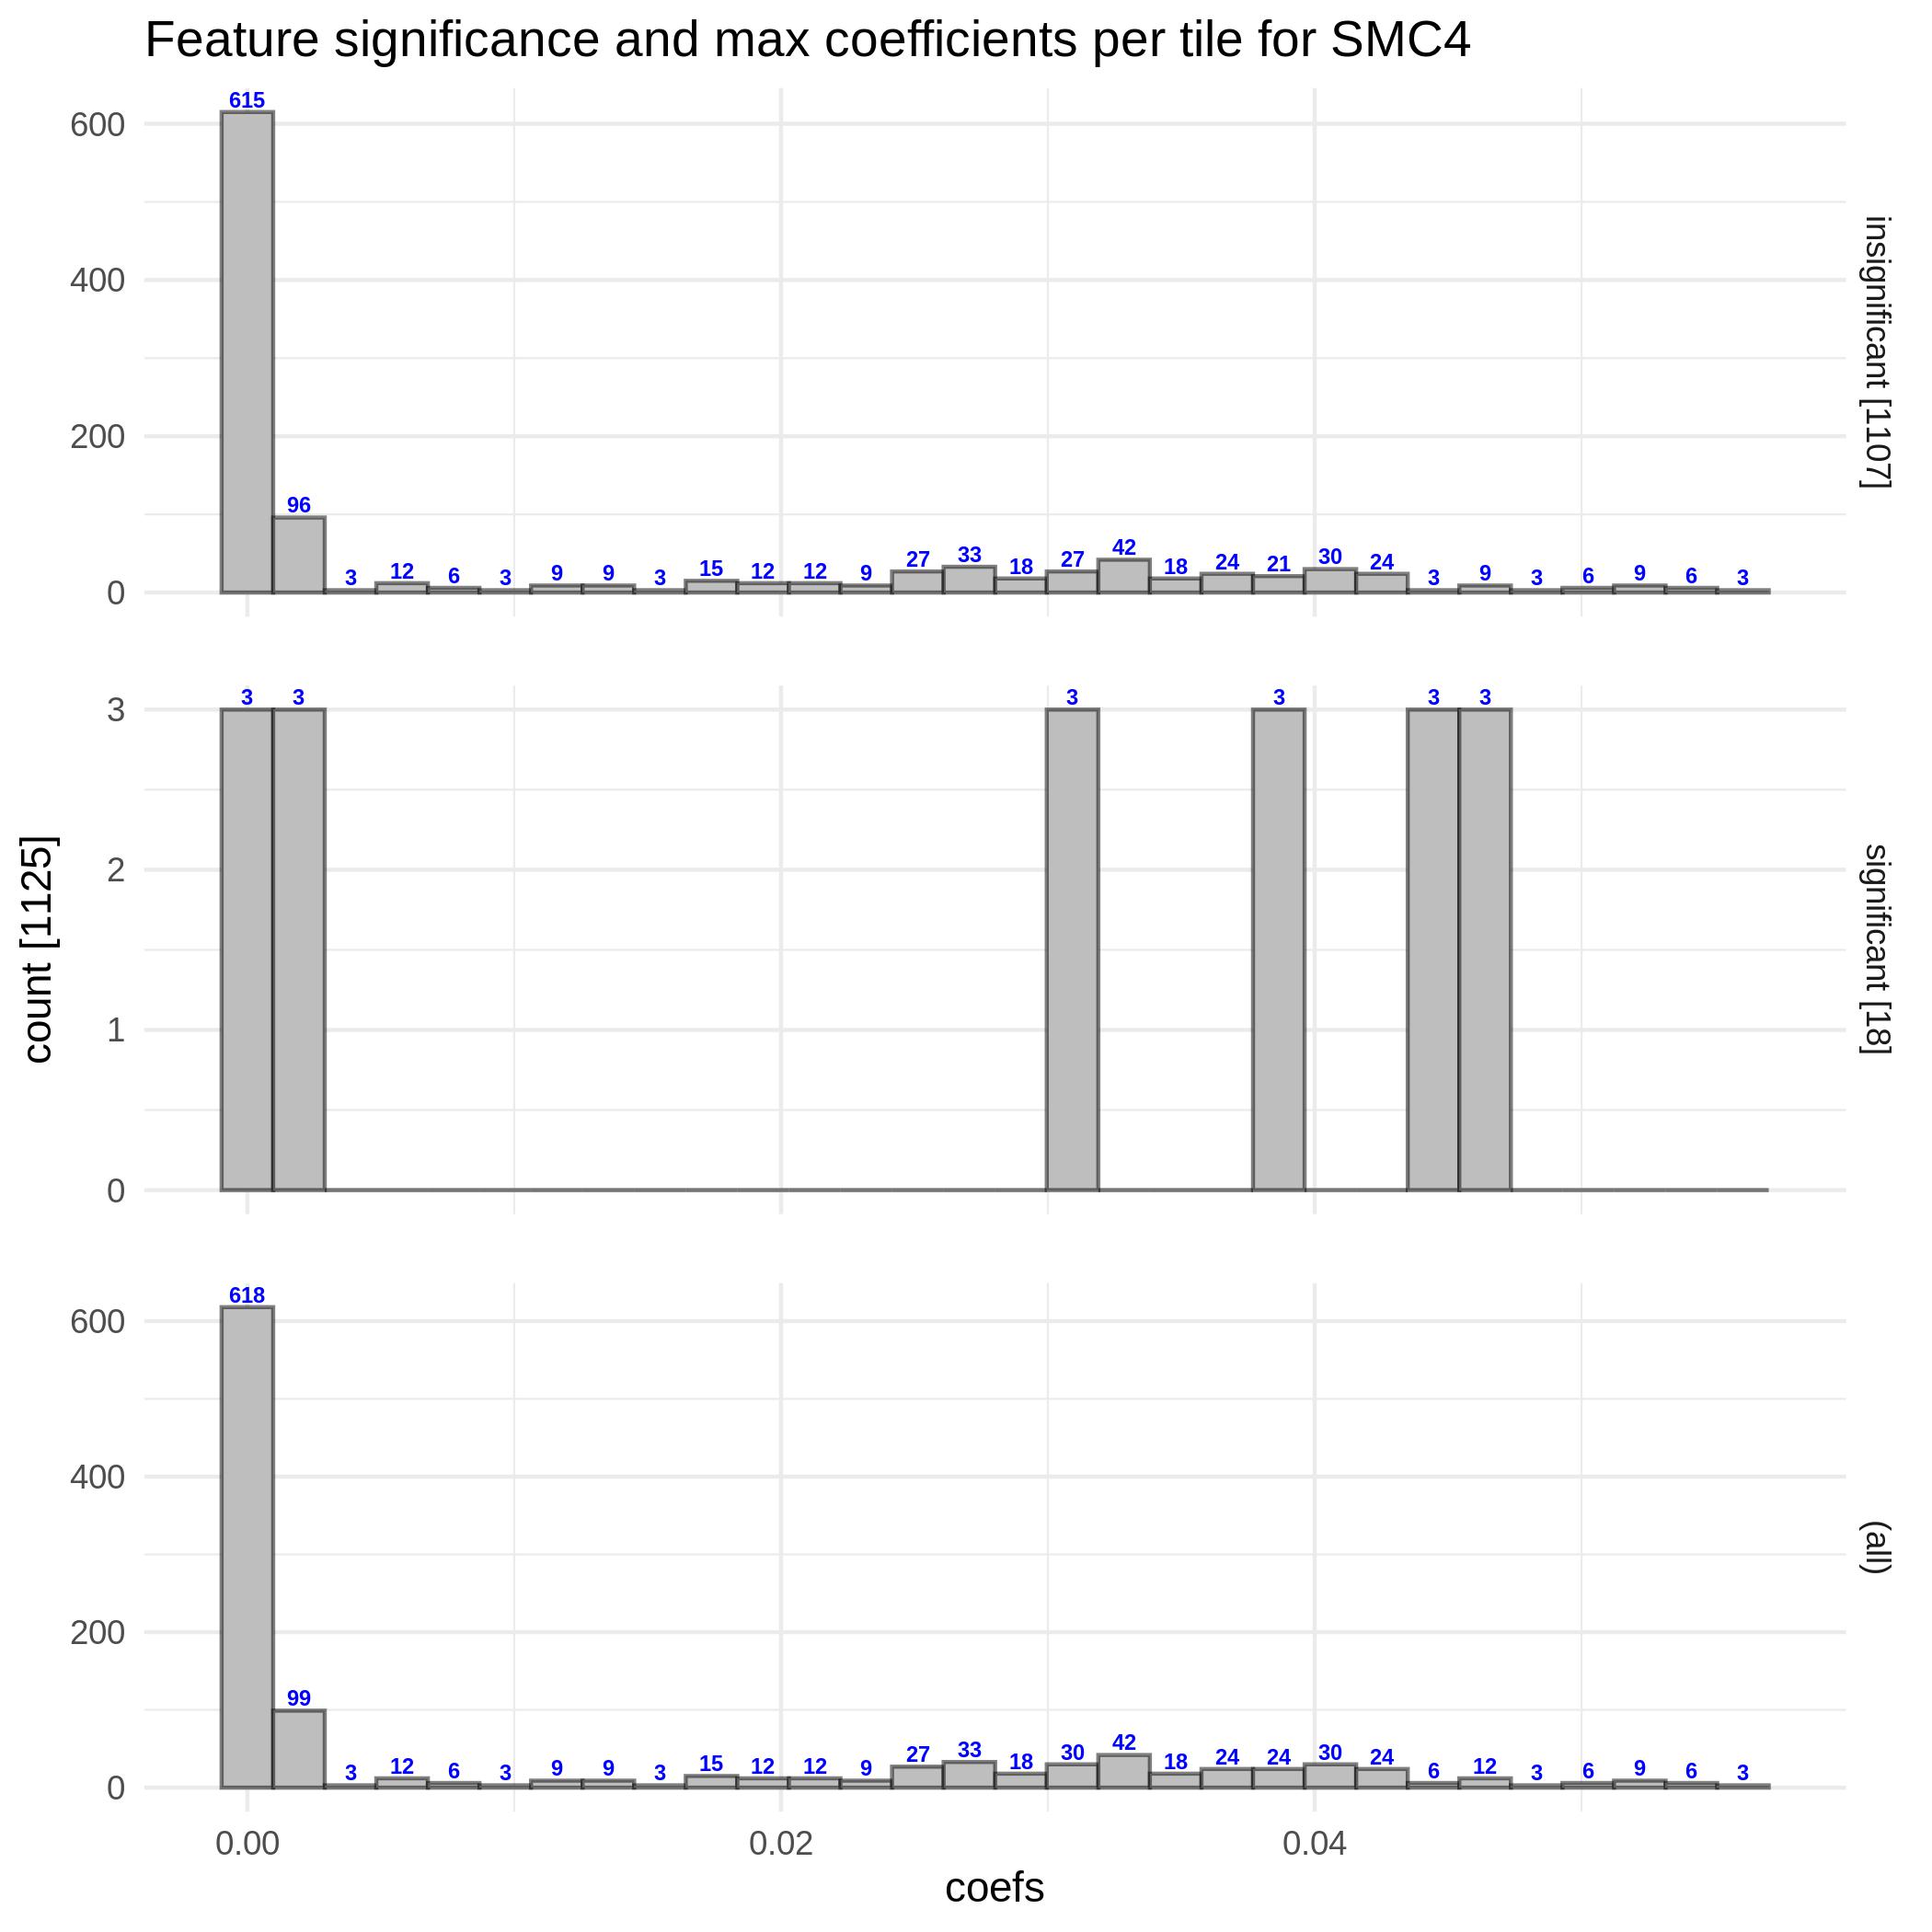 Feature significance and max coefficients per tile for SMC4
615
600
400
200
96
3 12 6 3 9 9 3 15 12 12 9 27 33 18 27 42 18 24 21 30 24 3 9 3 6 9 6 3
0
insignificant [1107]
3 3 3 3 3 3
3
2
1
0
significant [18]
count [1125]
618
600
400
200
99
3 12 6 3 9 9 3 15 12 12 9 27 33 18 30 42 18 24 24 30 24 6 12 3 6 9 6 3
0
(all)
0.00 0.02 0.04
coefs